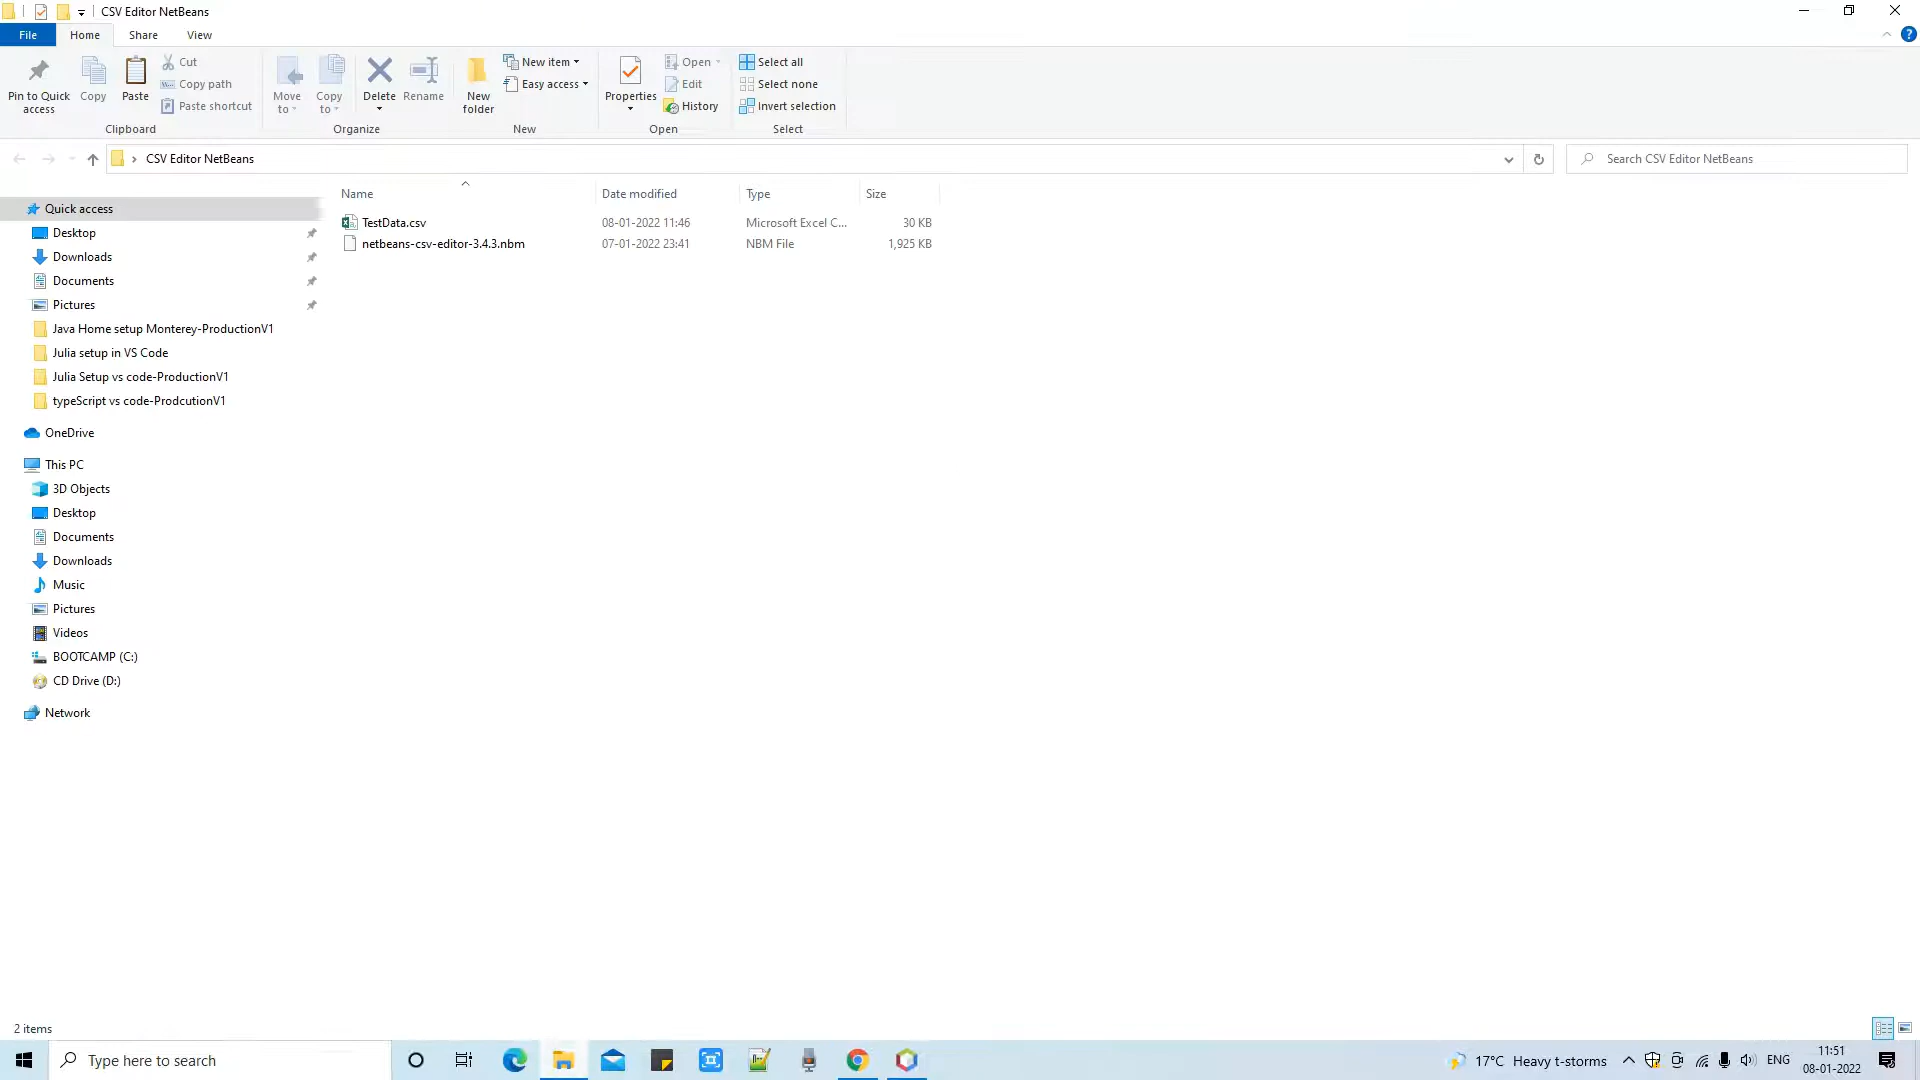 CSV Editor NetBeans
File Home Share View
Pin to Quick access
Copy
Paste
Cut
Copy path
Paste shortcut
Clipboard
Move to
Copy to
Delete
Rename
Organize
New folder
New item
Easy access
New
Properties
Open
Edit
History
Open
Select all
Select none
Invert selection
Select
CSV Editor NetBeans
Search CSV Editor NetBeans
Quick access
Desktop
Downloads
Documents
Pictures
Java Home setup Monterey-ProductionV1
Julia setup in VS Code
Julia Setup vs code-ProductionV1
typeScript vs code-ProdcutionV1
OneDrive
This PC
3D Objects
Desktop
Documents
Downloads
Music
Pictures
Videos
BOOTCAMP (C:)
CD Drive (D:)
Network
Name Date modified Type Size
TestData.csv 08-01-2022 11:46 Microsoft Excel C... 30 KB
netbeans-csv-editor-3.4.3.nbm 07-01-2022 23:41 NBM File 1,925 KB
2 items
Type here to search
17°C Heavy t-storms
ENG
11:51
08-01-2022